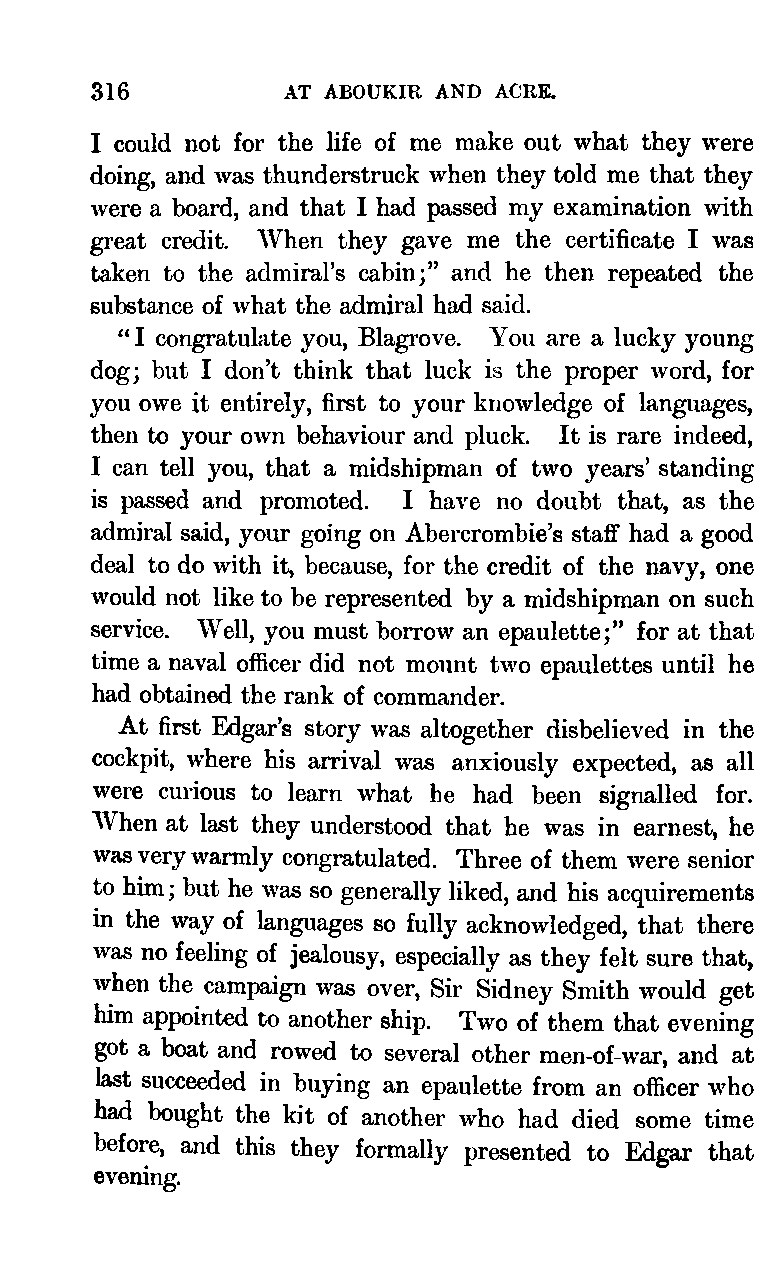 316 AT ABOUKIR AND ACRE.
I could not for the life of me make out what they were
doing, and was thunderstruck when they told me that they
were a board, and that I had passed my examination with
great credit. When they gave me the certificate I was
taken to the admiral's cabin;" and he then repeated the
substance of what the admiral had said.
"I congratulate you, Blagrove. You are a lucky young
dog; but I don't think that luck is the proper word, for
you owe it entirely, first to your knowledge of languages,
then to your own behaviour and pluck. It is rare indeed,
I can tell you, that a midshipman of two years' standing
is passed and promoted. I have no doubt that, as the
admiral said, your going on Abercrombie's staff had a good
deal to do with it, because, for the credit of the navy, one
would not like to be represented by a midshipman on such
service. Well, you must borrow an epaulette;" for at that
time a naval officer did not mount two epaulettes until he
had obtained the rank of commander.
At first Edgar's story was altogether disbelieved in the
cockpit, where his arrival was anxiously expected, as all
were curious to learn what he had been signalled for.
When at last they understood that he was in earnest, he
was very warmly congratulated. Three of them were senior
to him; but he was so generally liked, and his acquirements
in the way of languages so fully acknowledged, that there
was no feeling of jealousy, especially as they felt sure that,
when the campaign was over, Sir Sidney Smith would get
him appointed to another ship. Two of them that evening
got a boat and rowed to several other men-of-war, and at
last succeeded in buying an epaulette from an officer who
had bought the kit of another who had died some time
before, and this they formally presented to Edgar that
evening.